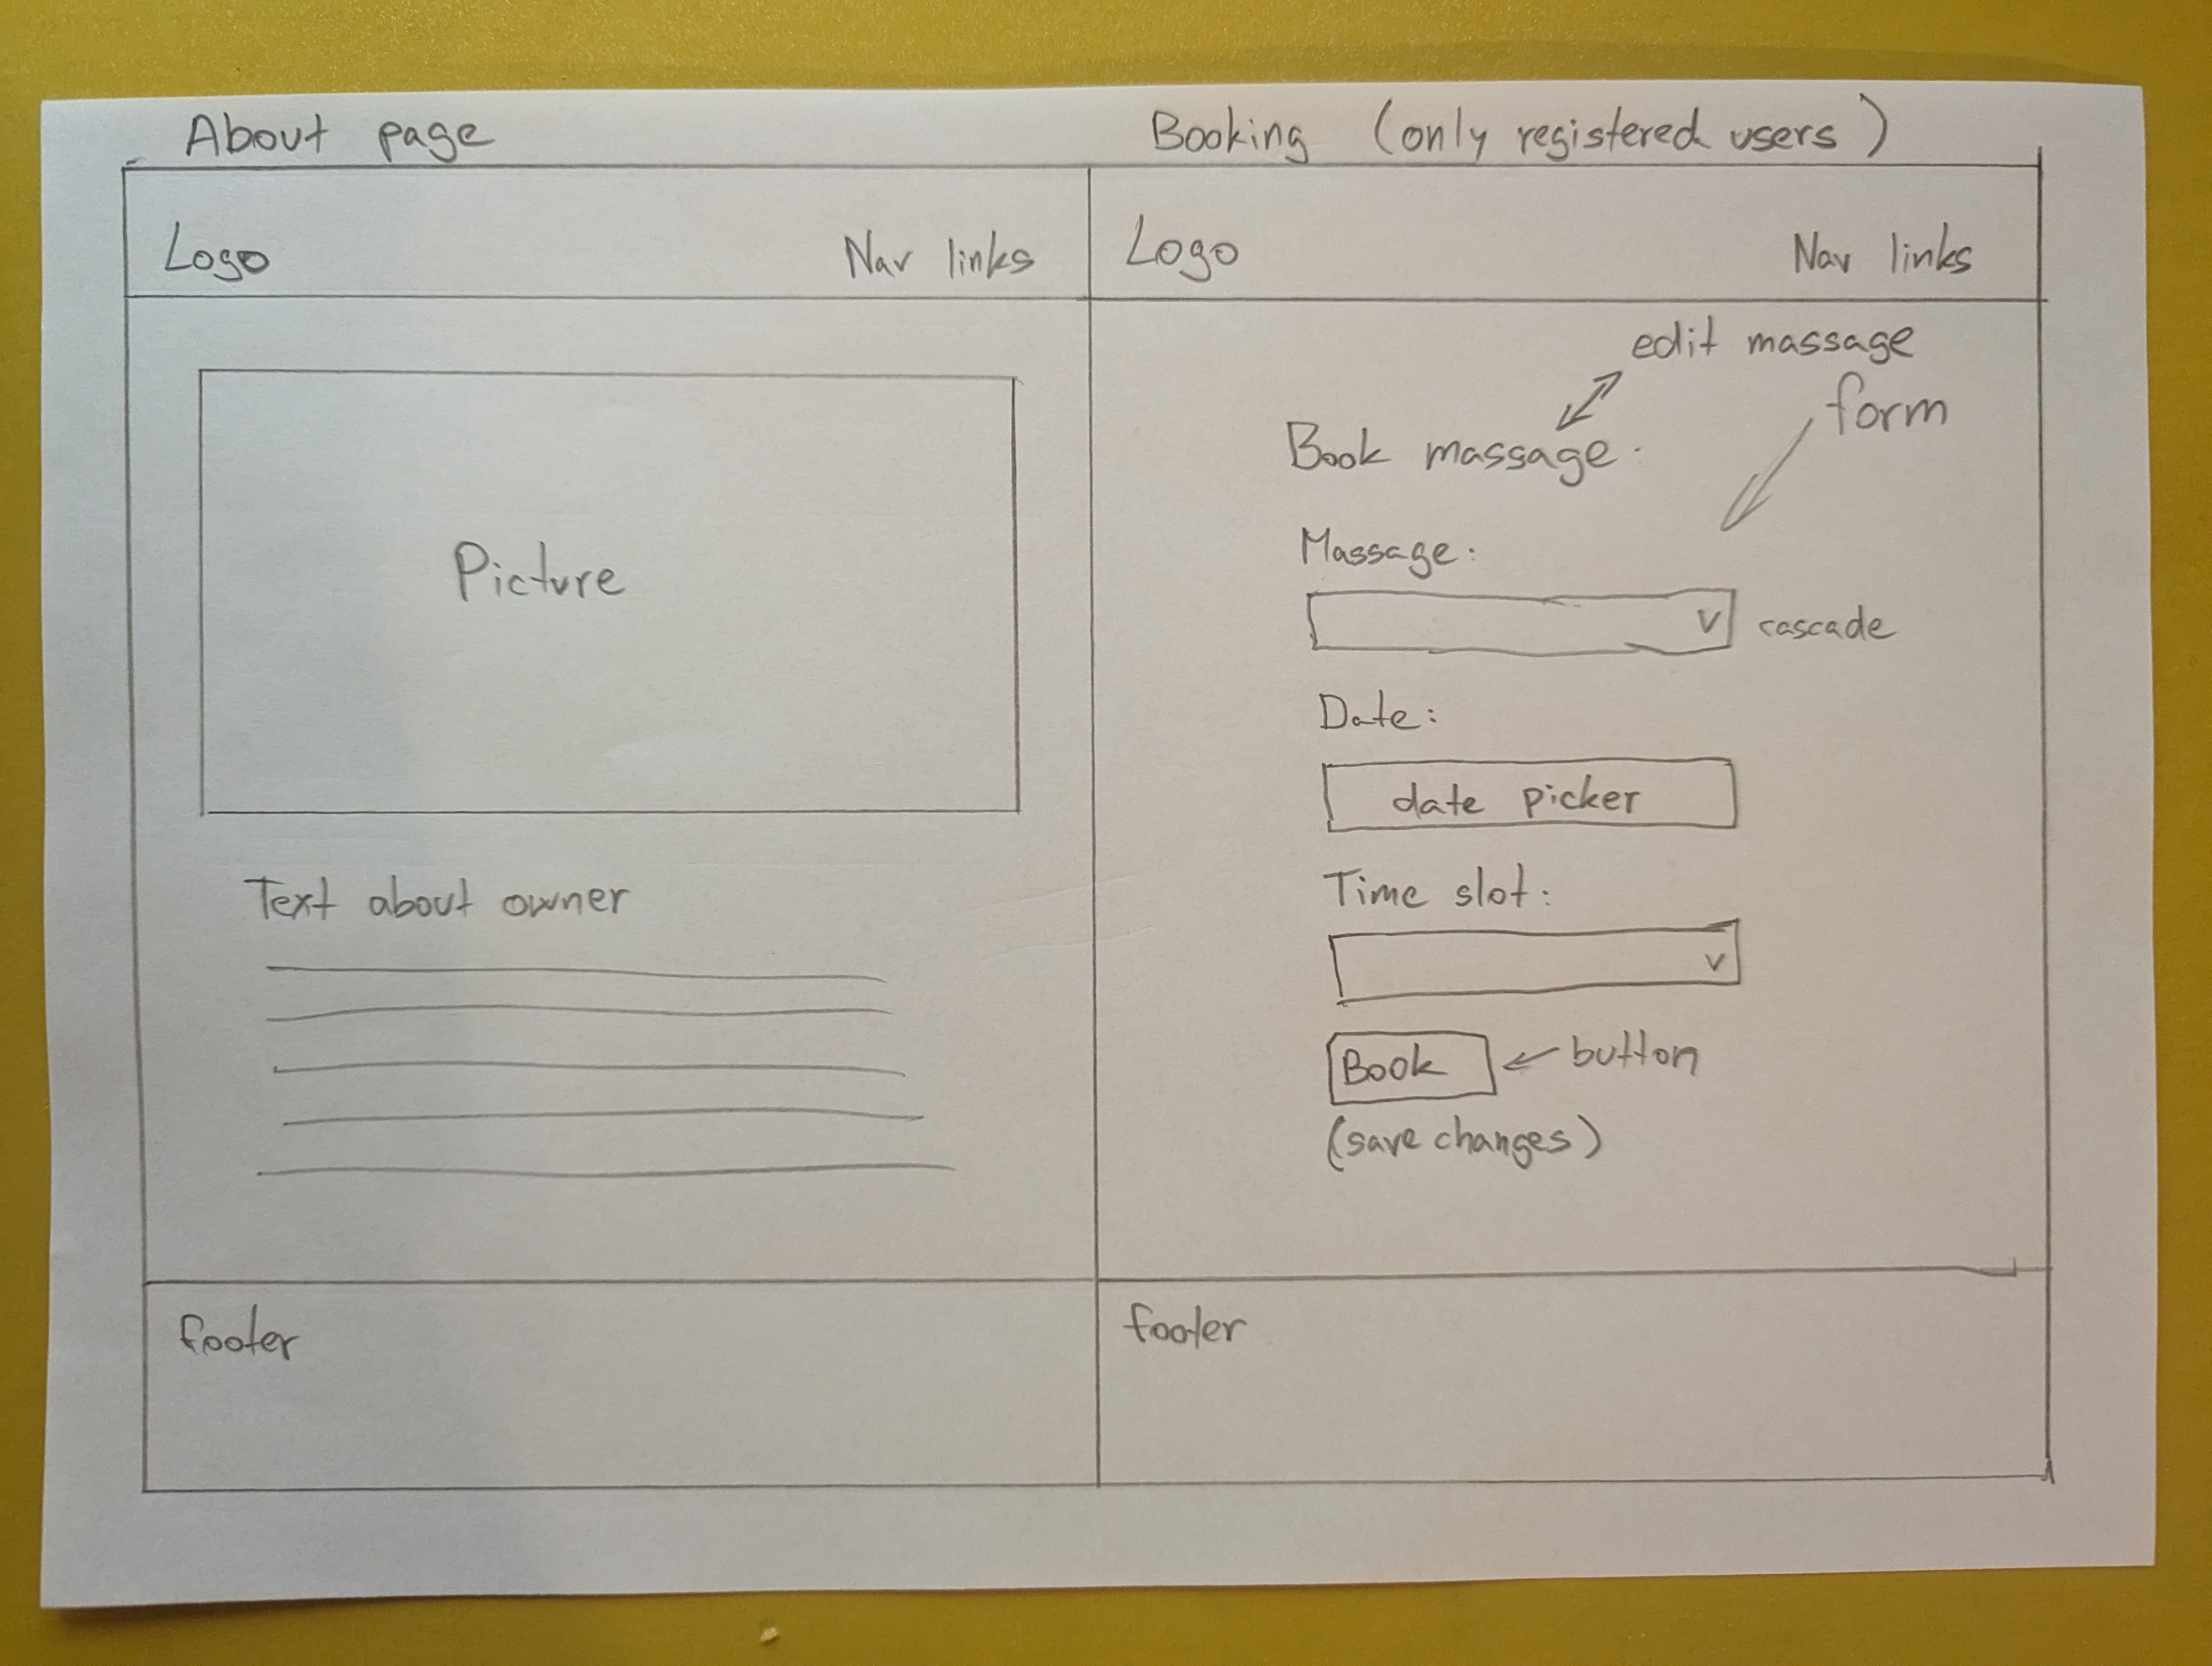 About page
Logo
Nav links
Picture
Text about owner
footer
Booking (only registered users)
Logo
Nav links
edit massage
form
Book massage:
Massage:
v cascade
Date:
date picker
Time slot:
v
Book
button
(save changes)
footer